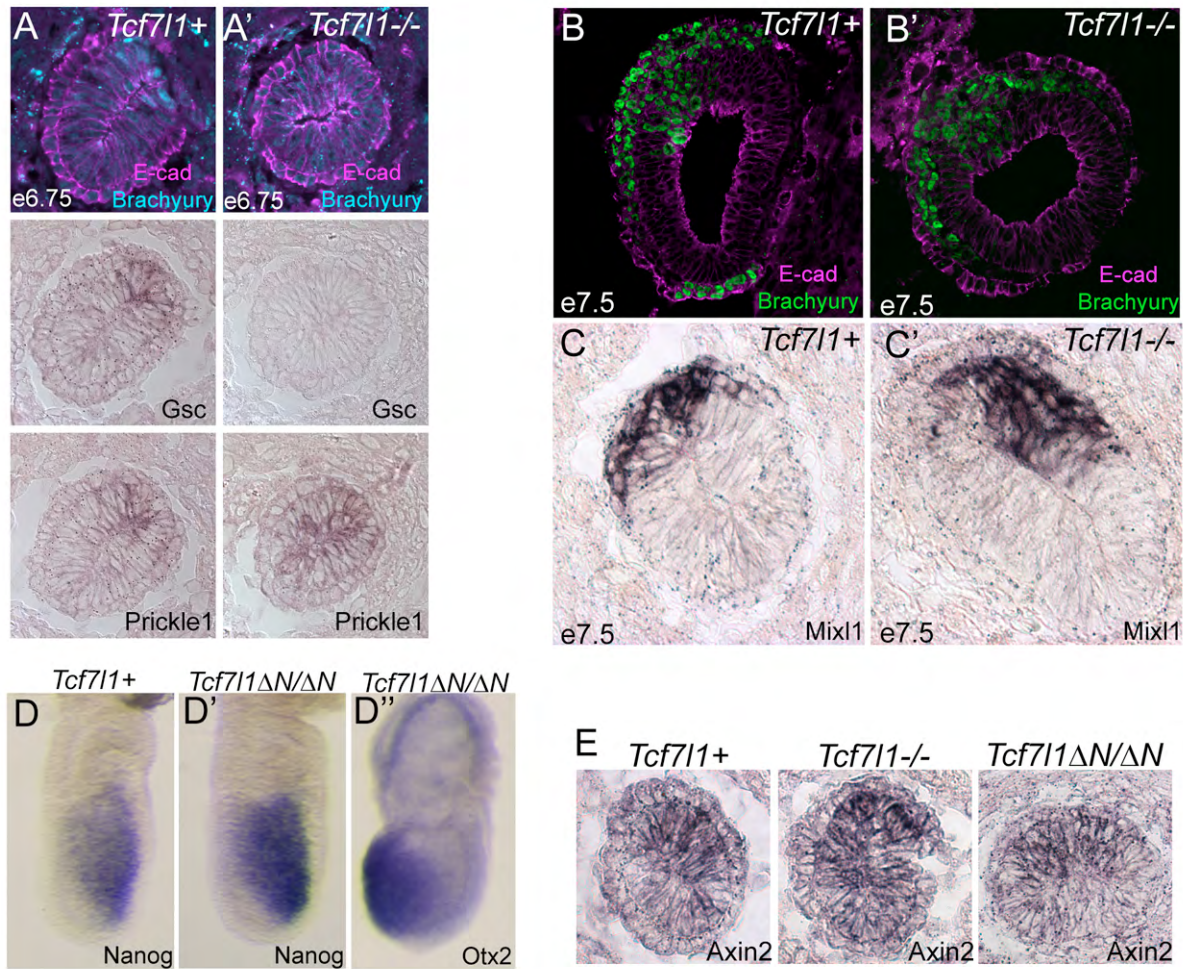 A Tcf7l1+
A' Tcf7l1-/-
e6.75 E-cad Brachyury
e6.75 E-cad Brachyury
Gsc
Gsc
Prickle1
Prickle1
B Tcf7l1+
B' Tcf7l1-/-
e7.5 E-cad Brachyury
e7.5 E-cad Brachyury
C Tcf7l1+
C' Tcf7l1-/-
e7.5 Mixl1
e7.5 Mixl1
Tcf7l1+
Tcf7l1ΔN/ΔN
Tcf7l1ΔN/ΔN
D
D'
D''
Nanog
Nanog
Otx2
E
Tcf7l1+
Tcf7l1-/-
Tcf7l1ΔN/ΔN
Axin2
Axin2
Axin2